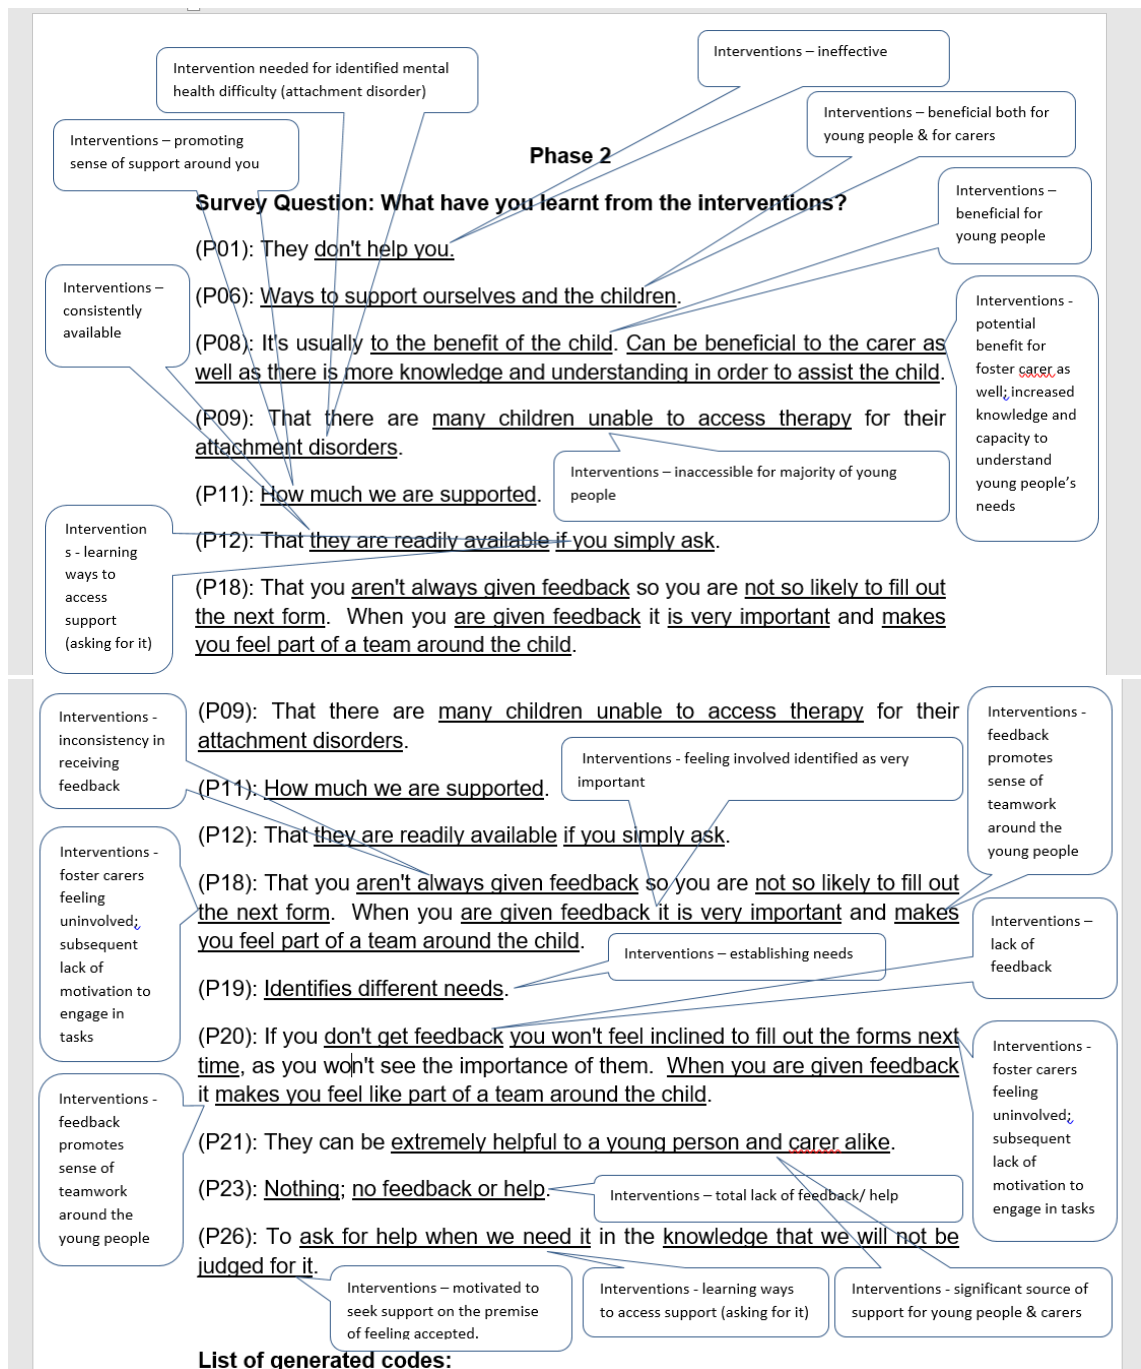 Interventions – ineffective
Intervention needed for identified mental
health difficulty (attachment disorder)
Interventions – beneficial both for
young people & for carers
Interventions – promoting
sense of support around you
Phase 2
Interventions –
beneficial for
young people
Survey Question: What have you learnt from the interventions?
(P01): They don't help you.
Interventions –
consistently
available
(P06): Ways to support ourselves and the children.
Interventions -
potential
benefit for
foster carer as
well; increased
knowledge and
capacity to
understand
young people's
needs
(P08): It's usually to the benefit of the child. Can be beneficial to the carer as
well as there is more knowledge and understanding in order to assist the child.
(P09): That there are many children unable to access therapy for their
attachment disorders.
Interventions – inaccessible for majority of young
people
(P11): How much we are supported.
Intervention
s - learning
ways to
access
support
(asking for it)
(P12): That they are readily available if you simply ask.
(P18): That you aren't always given feedback so you are not so likely to fill out
the next form. When you are given feedback it is very important and makes
you feel part of a team around the child.
Interventions -
inconsistency in
receiving
feedback
(P09): That there are many children unable to access therapy for their
attachment disorders.
Interventions -
feedback
promotes
sense of
teamwork
around the
young people
Interventions - feeling involved identified as very
important
(P11): How much we are supported.
(P12): That they are readily available if you simply ask.
Interventions -
foster carers
feeling
uninvolved;
subsequent
lack of
motivation to
engage in
tasks
(P18): That you aren't always given feedback so you are not so likely to fill out
the next form. When you are given feedback it is very important and makes
you feel part of a team around the child.
Interventions –
lack of
feedback
Interventions – establishing needs
(P19): Identifies different needs.
(P20): If you don't get feedback you won't feel inclined to fill out the forms next
time, as you won't see the importance of them. When you are given feedback
it makes you feel like part of a team around the child.
Interventions -
foster carers
feeling
uninvolved;
subsequent
lack of
motivation to
engage in tasks
Interventions -
feedback
promotes
sense of
teamwork
around the
young people
(P21): They can be extremely helpful to a young person and carer alike.
(P23): Nothing; no feedback or help.
Interventions – total lack of feedback/ help
(P26): To ask for help when we need it in the knowledge that we will not be
judged for it.
Interventions – motivated to
seek support on the premise
of feeling accepted.
Interventions - learning ways
to access support (asking for it)
Interventions - significant source of
support for young people & carers
List of generated codes: